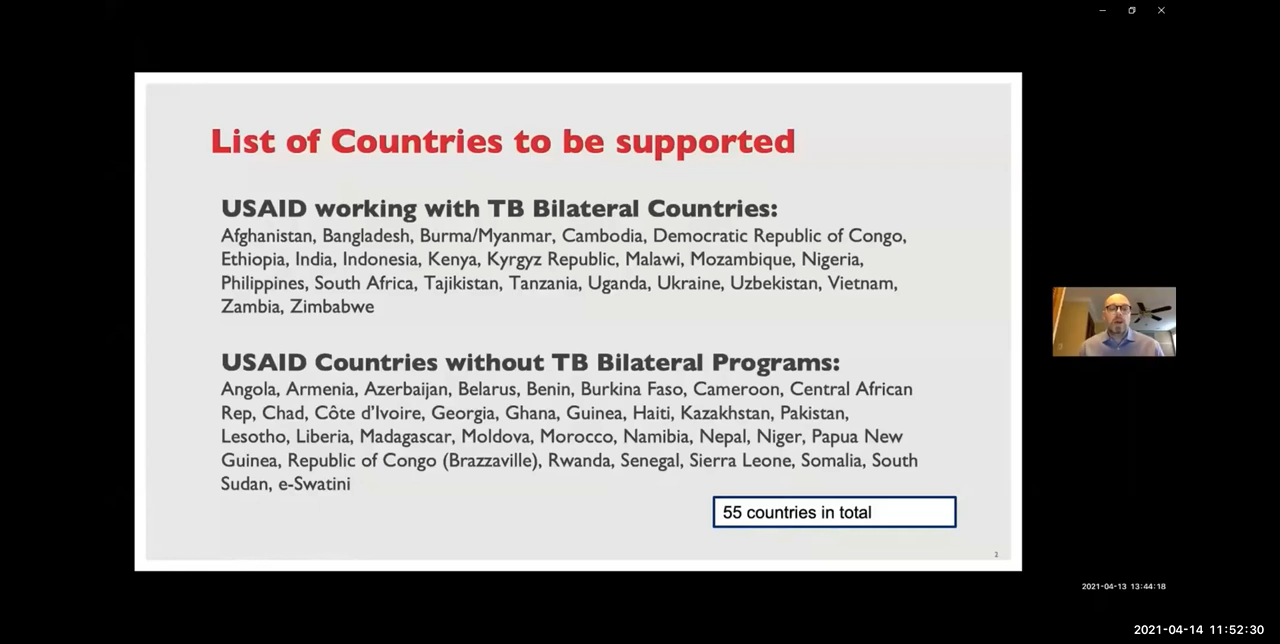 List of Countries to be supported
USAID working with TB Bilateral Countries:
Afghanistan, Bangladesh, Burma/Myanmar, Cambodia, Democratic Republic of Congo,
Ethiopia, India, Indonesia, Kenya, Kyrgyz Republic, Malawi, Mozambique, Nigeria,
Philippines, South Africa, Tajikistan, Tanzania, Uganda, Ukraine, Uzbekistan, Vietnam,
Zambia, Zimbabwe
USAID Countries without TB Bilateral Programs:
Angola, Armenia, Azerbaijan, Belarus, Benin, Burkina Faso, Cameroon, Central African
Rep, Chad, Côte d'Ivoire, Georgia, Ghana, Guinea, Haiti, Kazakhstan, Pakistan,
Lesotho, Liberia, Madagascar, Moldova, Morocco, Namibia, Nepal, Niger, Papua New
Guinea, Republic of Congo (Brazzaville), Rwanda, Senegal, Sierra Leone, Somalia, South
Sudan, e-Swatini
55 countries in total
2
2021-04-13 13:44:18
2021-04-14 11:52:30